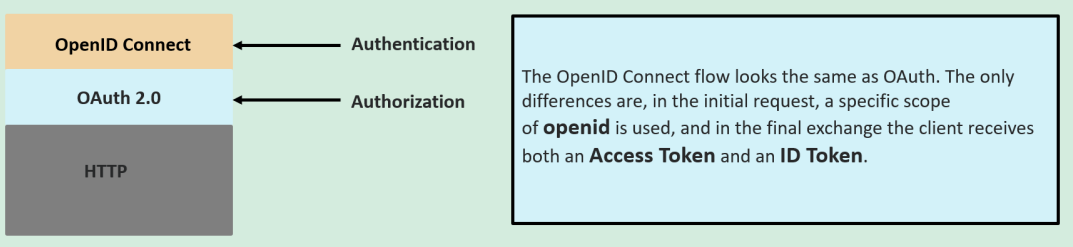 OpenID Connect
Authentication
OAuth 2.0
Authorization
HTTP
The OpenID Connect flow looks the same as OAuth. The only
differences are, in the initial request, a specific scope
of openid is used, and in the final exchange the client receives
both an Access Token and an ID Token.